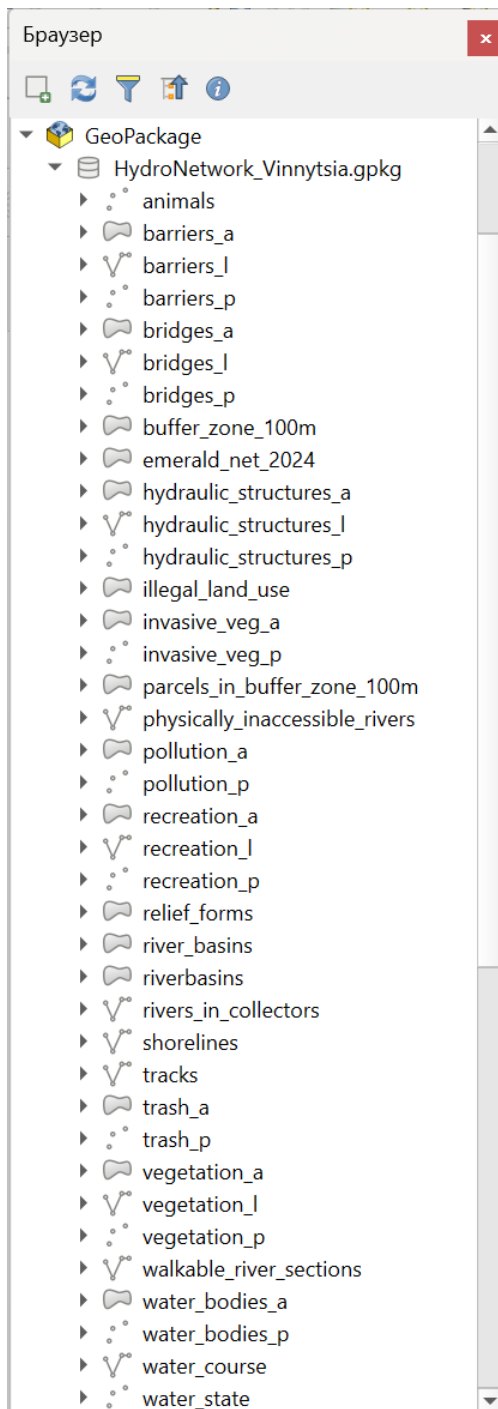 Браузер
GeoPackage
HydroNetwork_Vinnytsia.gpkg
animals
barriers_a
barriers_l
barriers_p
bridges_a
bridges_l
bridges_p
buffer_zone_100m
emerald_net_2024
hydraulic_structures_a
hydraulic_structures_l
hydraulic_structures_p
illegal_land_use
invasive_veg_a
invasive_veg_p
parcels_in_buffer_zone_100m
physically_inaccessible_rivers
pollution_a
pollution_p
recreation_a
recreation_l
recreation_p
relief_forms
river_basins
riverbasins
rivers_in_collectors
shorelines
tracks
trash_a
trash_p
vegetation_a
vegetation_l
vegetation_p
walkable_river_sections
water_bodies_a
water_bodies_p
water_course
water_state